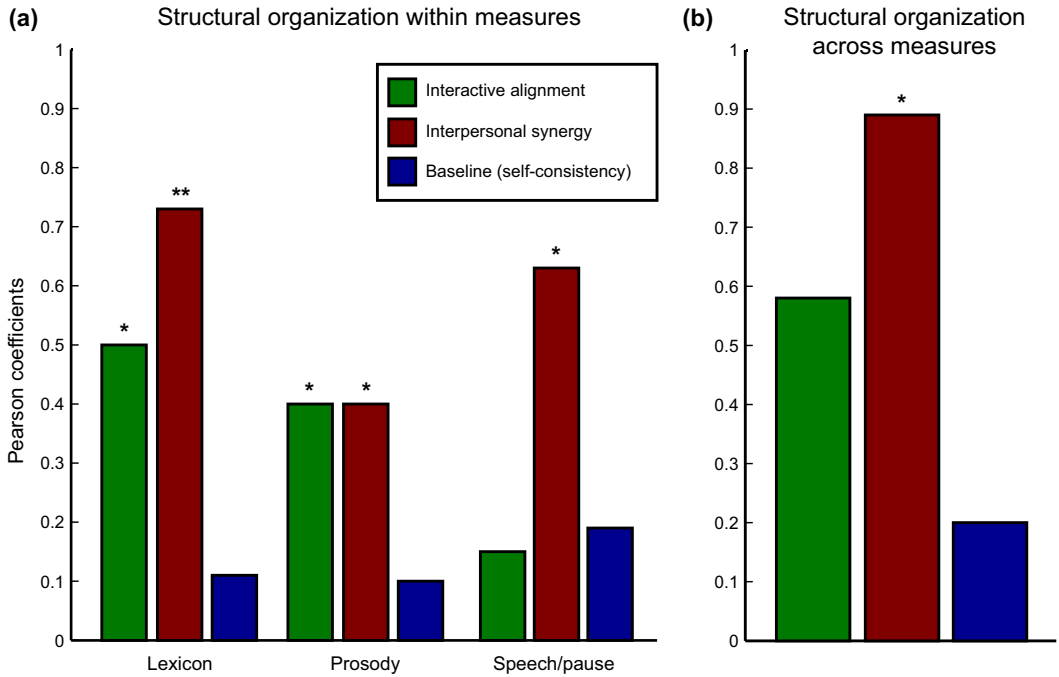 (a)
Structural organization within measures
Pearson coefficients
1
0.9
0.8
0.7
0.6
0.5
0.4
0.3
0.2
0.1
0
Interactive alignment
Interpersonal synergy
Baseline (self-consistency)
*
**
*
*
*
Lexicon
Prosody
Speech/pause
(b)
Structural organization
across measures
1
0.9
0.8
0.7
0.6
0.5
0.4
0.3
0.2
0.1
0
*